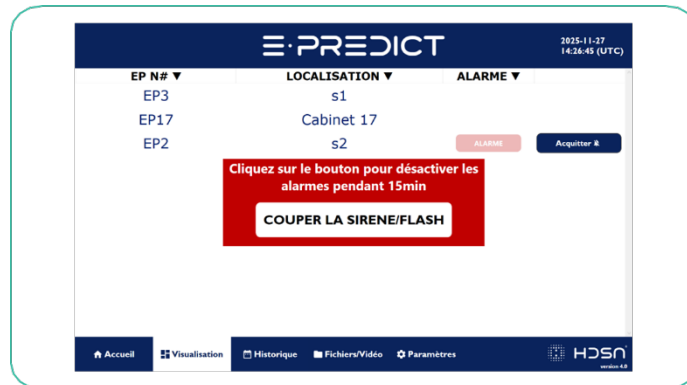 E·PREDICT
2025-11-27
14:26:45 (UTC)
EP N# ▼ LOCALISATION ▼ ALARME ▼
EP3 s1
EP17 Cabinet 17
EP2 s2 ALARME Acquitter
Cliquez sur le bouton pour désactiver les
alarmes pendant 15min
COUPER LA SIRENE/FLASH
Accueil Visualisation Historique Fichiers/Vidéo Paramètres HDSN
version 4.0